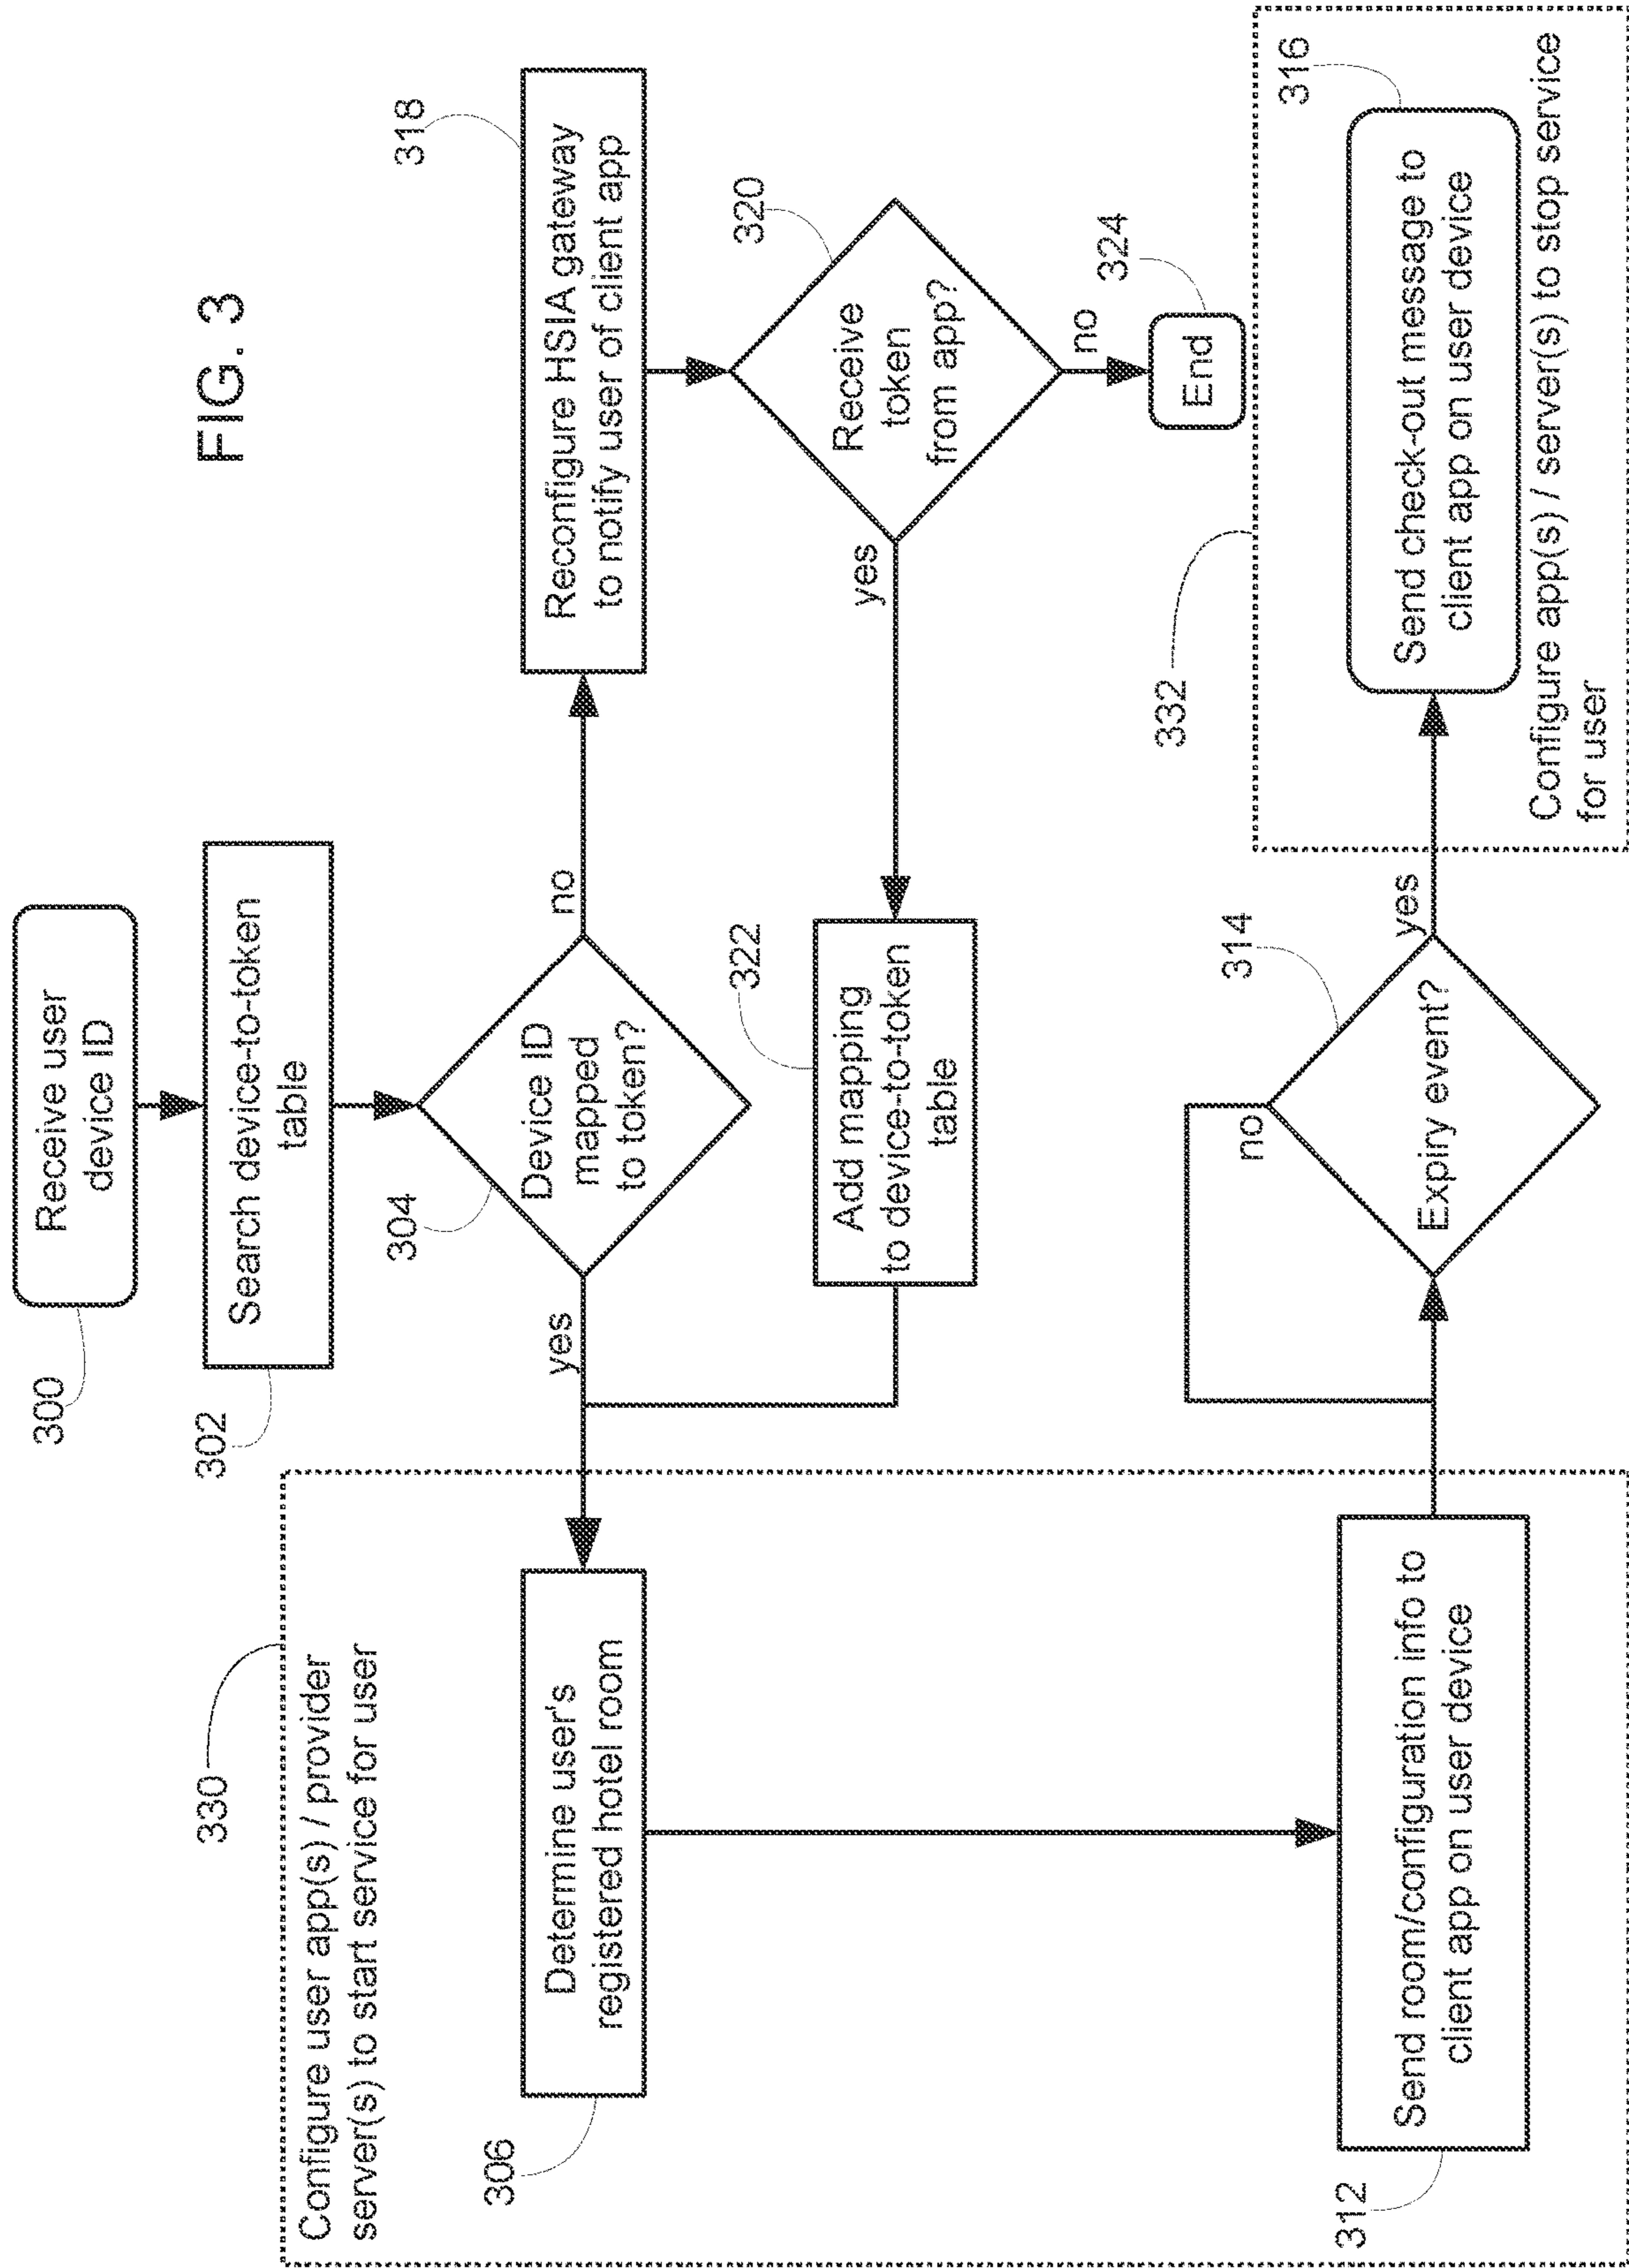 FIG. 3
300
Receive user
device ID
302
Search device-to-token
table
304
Device ID
mapped
to token?
yes
no
318
Reconfigure HSIA gateway
to notify user of client app
320
Receive
token
from app?
yes
no
324
End
322
Add mapping
to device-to-token
table
330
Configure user app(s) / provider
server(s) to start service for user
306
Determine user's
registered hotel room
312
Send room/configuration info to
client app on user device
314
Expiry event?
no
yes
332
316
Send check-out message to
client app on user device
Configure app(s) / server(s) to stop service
for user